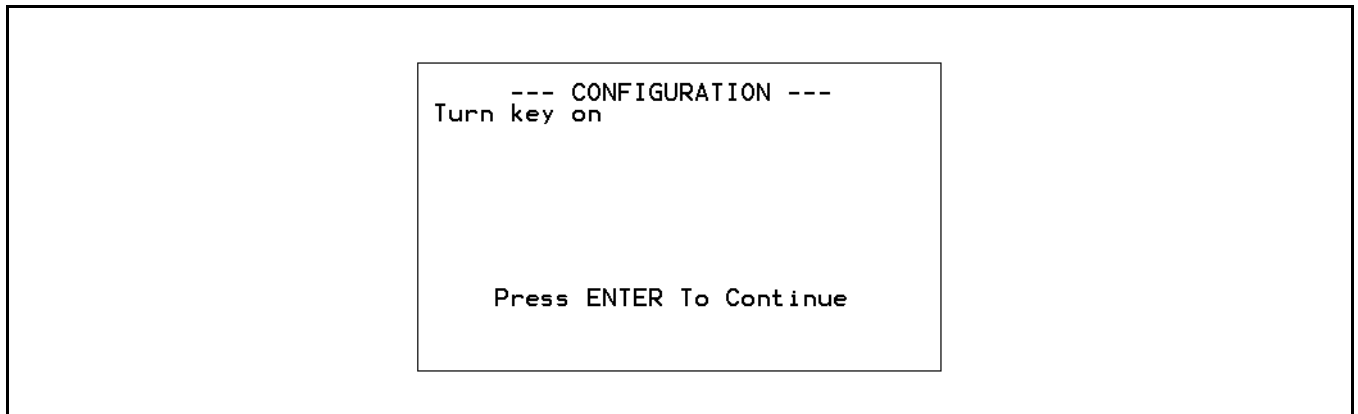 --- CONFIGURATION ---
Turn key on
Press ENTER To Continue